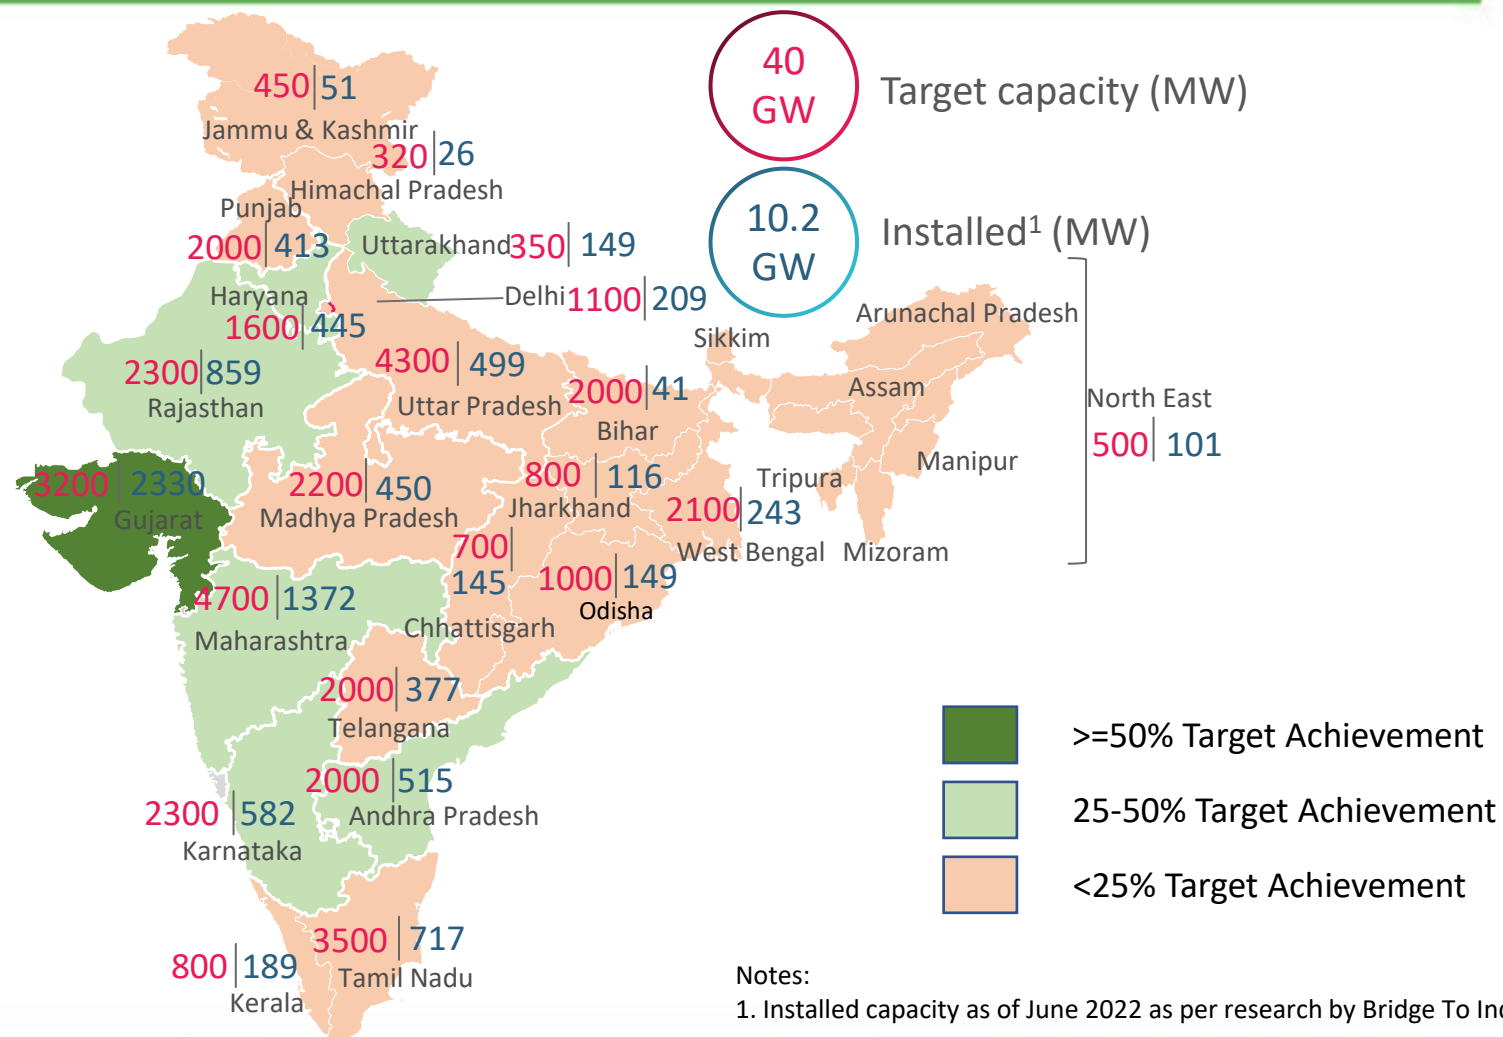 40
GW
Target capacity (MW)
10.2
GW
Installed¹ (MW)
450|51
Jammu & Kashmir
320|26
Himachal Pradesh
Punjab
2000|413
Uttarakhand 350|149
Haryana
1600|445
Delhi 1100|209
Sikkim
Arunachal Pradesh
2300|859
Rajasthan
4300|499
Uttar Pradesh
2000|41
Bihar
Assam
North East
500|101
Manipur
Tripura
Mizoram
3200|2330
Gujarat
2200|450
Madhya Pradesh
800|116
Jharkhand
2100|243
West Bengal
700|
145
Chhattisgarh
1000|149
Odisha
4700|1372
Maharashtra
2000|377
Telangana
2000|515
Andhra Pradesh
2300|582
Karnataka
3500|717
Tamil Nadu
800|189
Kerala
>=50% Target Achievement
25-50% Target Achievement
<25% Target Achievement
Notes:
1. Installed capacity as of June 2022 as per research by Bridge To